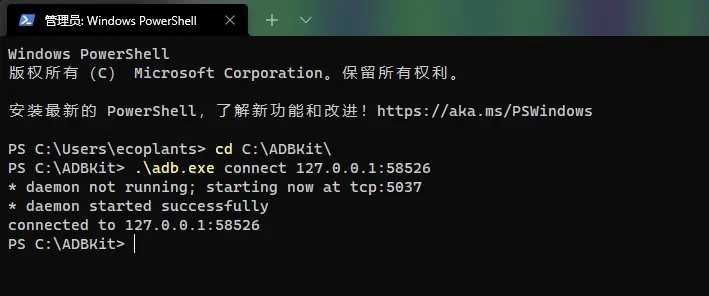 管理员: Windows PowerShell
Windows PowerShell
版权所有 (C) Microsoft Corporation。保留所有权利。
安装最新的 PowerShell，了解新功能和改进！https://aka.ms/PSWindows
PS C:\Users\ecoplants> cd C:\ADBKit\
PS C:\ADBKit> .\adb.exe connect 127.0.0.1:58526
* daemon not running; starting now at tcp:5037
* daemon started successfully
connected to 127.0.0.1:58526
PS C:\ADBKit>